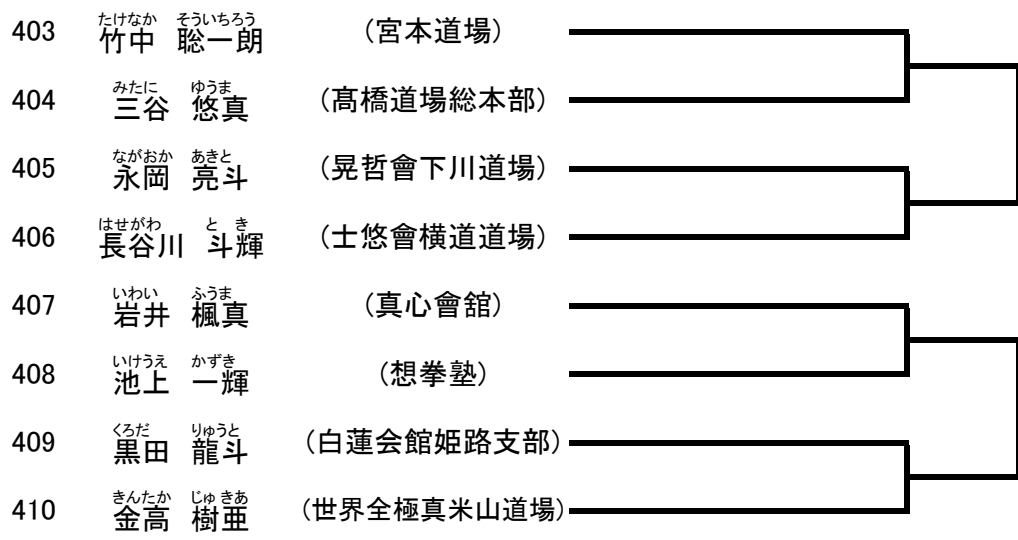 たけなか そういちろう
403 竹中 聡一朗 （宮本道場）
みたに ゆうま
404 三谷 悠真 （髙橋道場総本部）
ながおか あきと
405 永岡 亮斗 （晃哲會下川道場）
はせがわ と き
406 長谷川 斗輝 （士悠會横道道場）
いわい ふうま
407 岩井 楓真 （真心會舘）
いけうえ かずき
408 池上 一輝 （想拳塾）
くろだ りゅうと
409 黒田 龍斗 （白蓮会館姫路支部）
きんたか じゅきあ
410 金高 樹亜 （世界全極真米山道場）